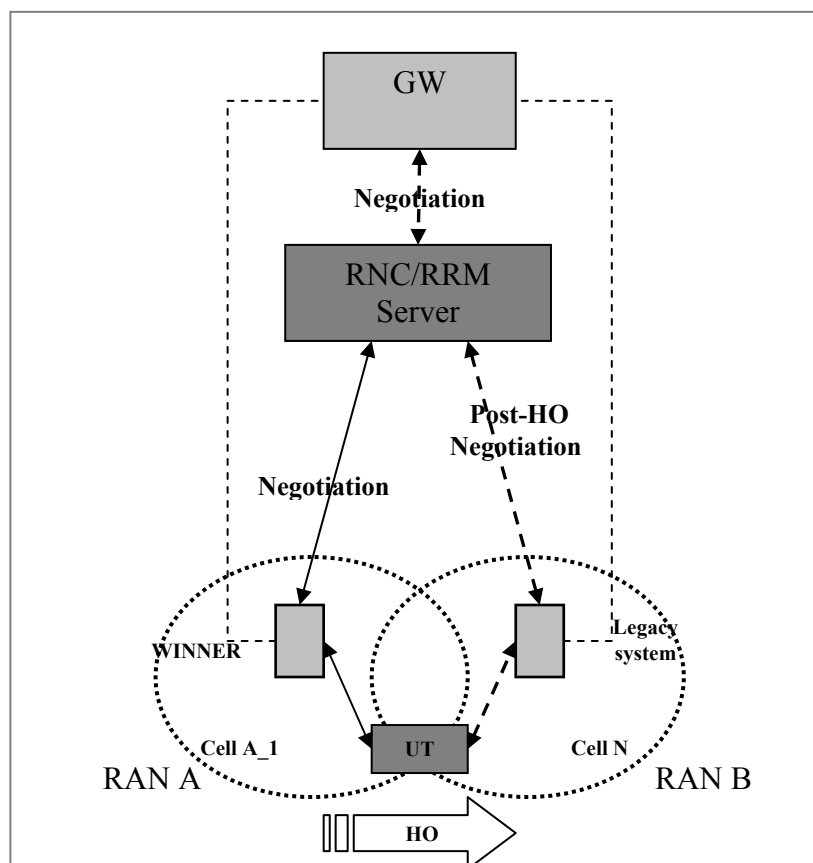 GW
Negotiation
RNC/RRM
Server
Post-HO
Negotiation
Negotiation
WINNER
Legacy
system
Cell A_1
UT
Cell N
RAN A
RAN B
HO